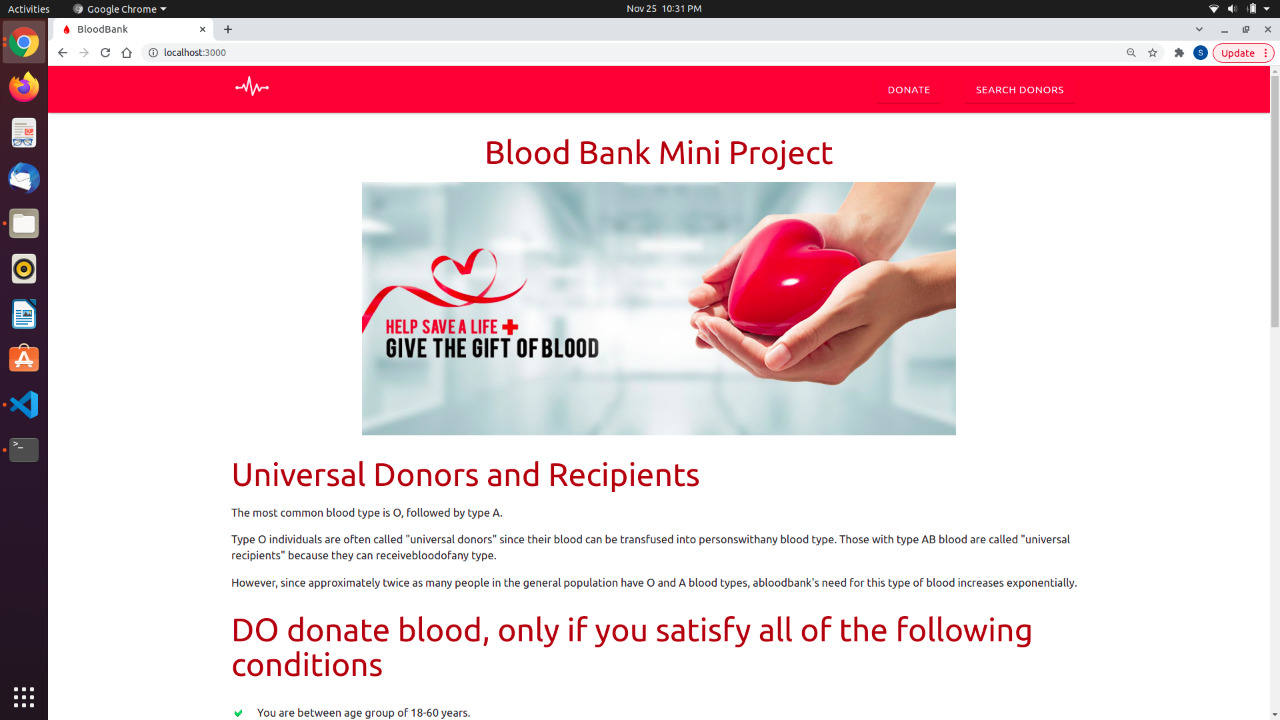 Activities
Google Chrome
Nov 25 10:31 PM
BloodBank
localhost:3000
S
Update
DONATE
SEARCH DONORS
Blood Bank Mini Project
HELP SAVE A LIFE
GIVE THE GIFT OF BLOOD
Universal Donors and Recipients
The most common blood type is O, followed by type A.
Type O individuals are often called "universal donors" since their blood can be transfused into personswithany blood type. Those with type AB blood are called "universal
recipients" because they can receivebloodofany type.
However, since approximately twice as many people in the general population have O and A blood types, abloodbank's need for this type of blood increases exponentially.
DO donate blood, only if you satisfy all of the following
conditions
You are between age group of 18-60 years.